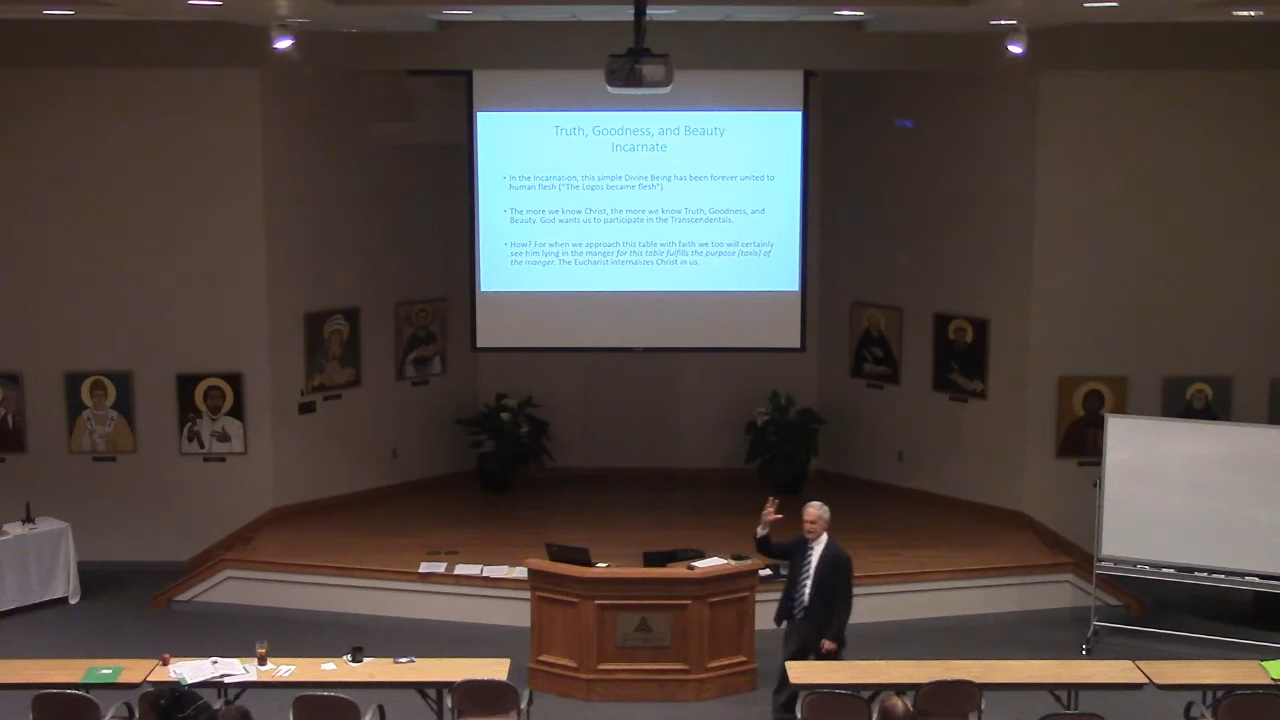 Truth, Goodness, and Beauty
Incarnate
• In the Incarnation, this simple Divine Being has been forever united to
human flesh ("The Logos became flesh").
• The more we know Christ, the more we know Truth, Goodness, and
Beauty. God wants us to participate in the Transcendentals.
• How? For when we approach this table with faith we too will certainly
see him lying in the manger for this table fulfills the purpose (taxis) of
the manger. The Eucharist internalizes Christ in us.